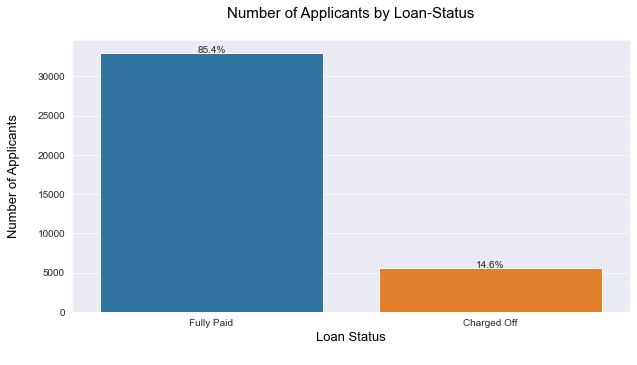 Number of Applicants by Loan-Status
Number of Applicants
30000
25000
20000
15000
10000
5000
0
85.4%
14.6%
Fully Paid
Charged Off
Loan Status